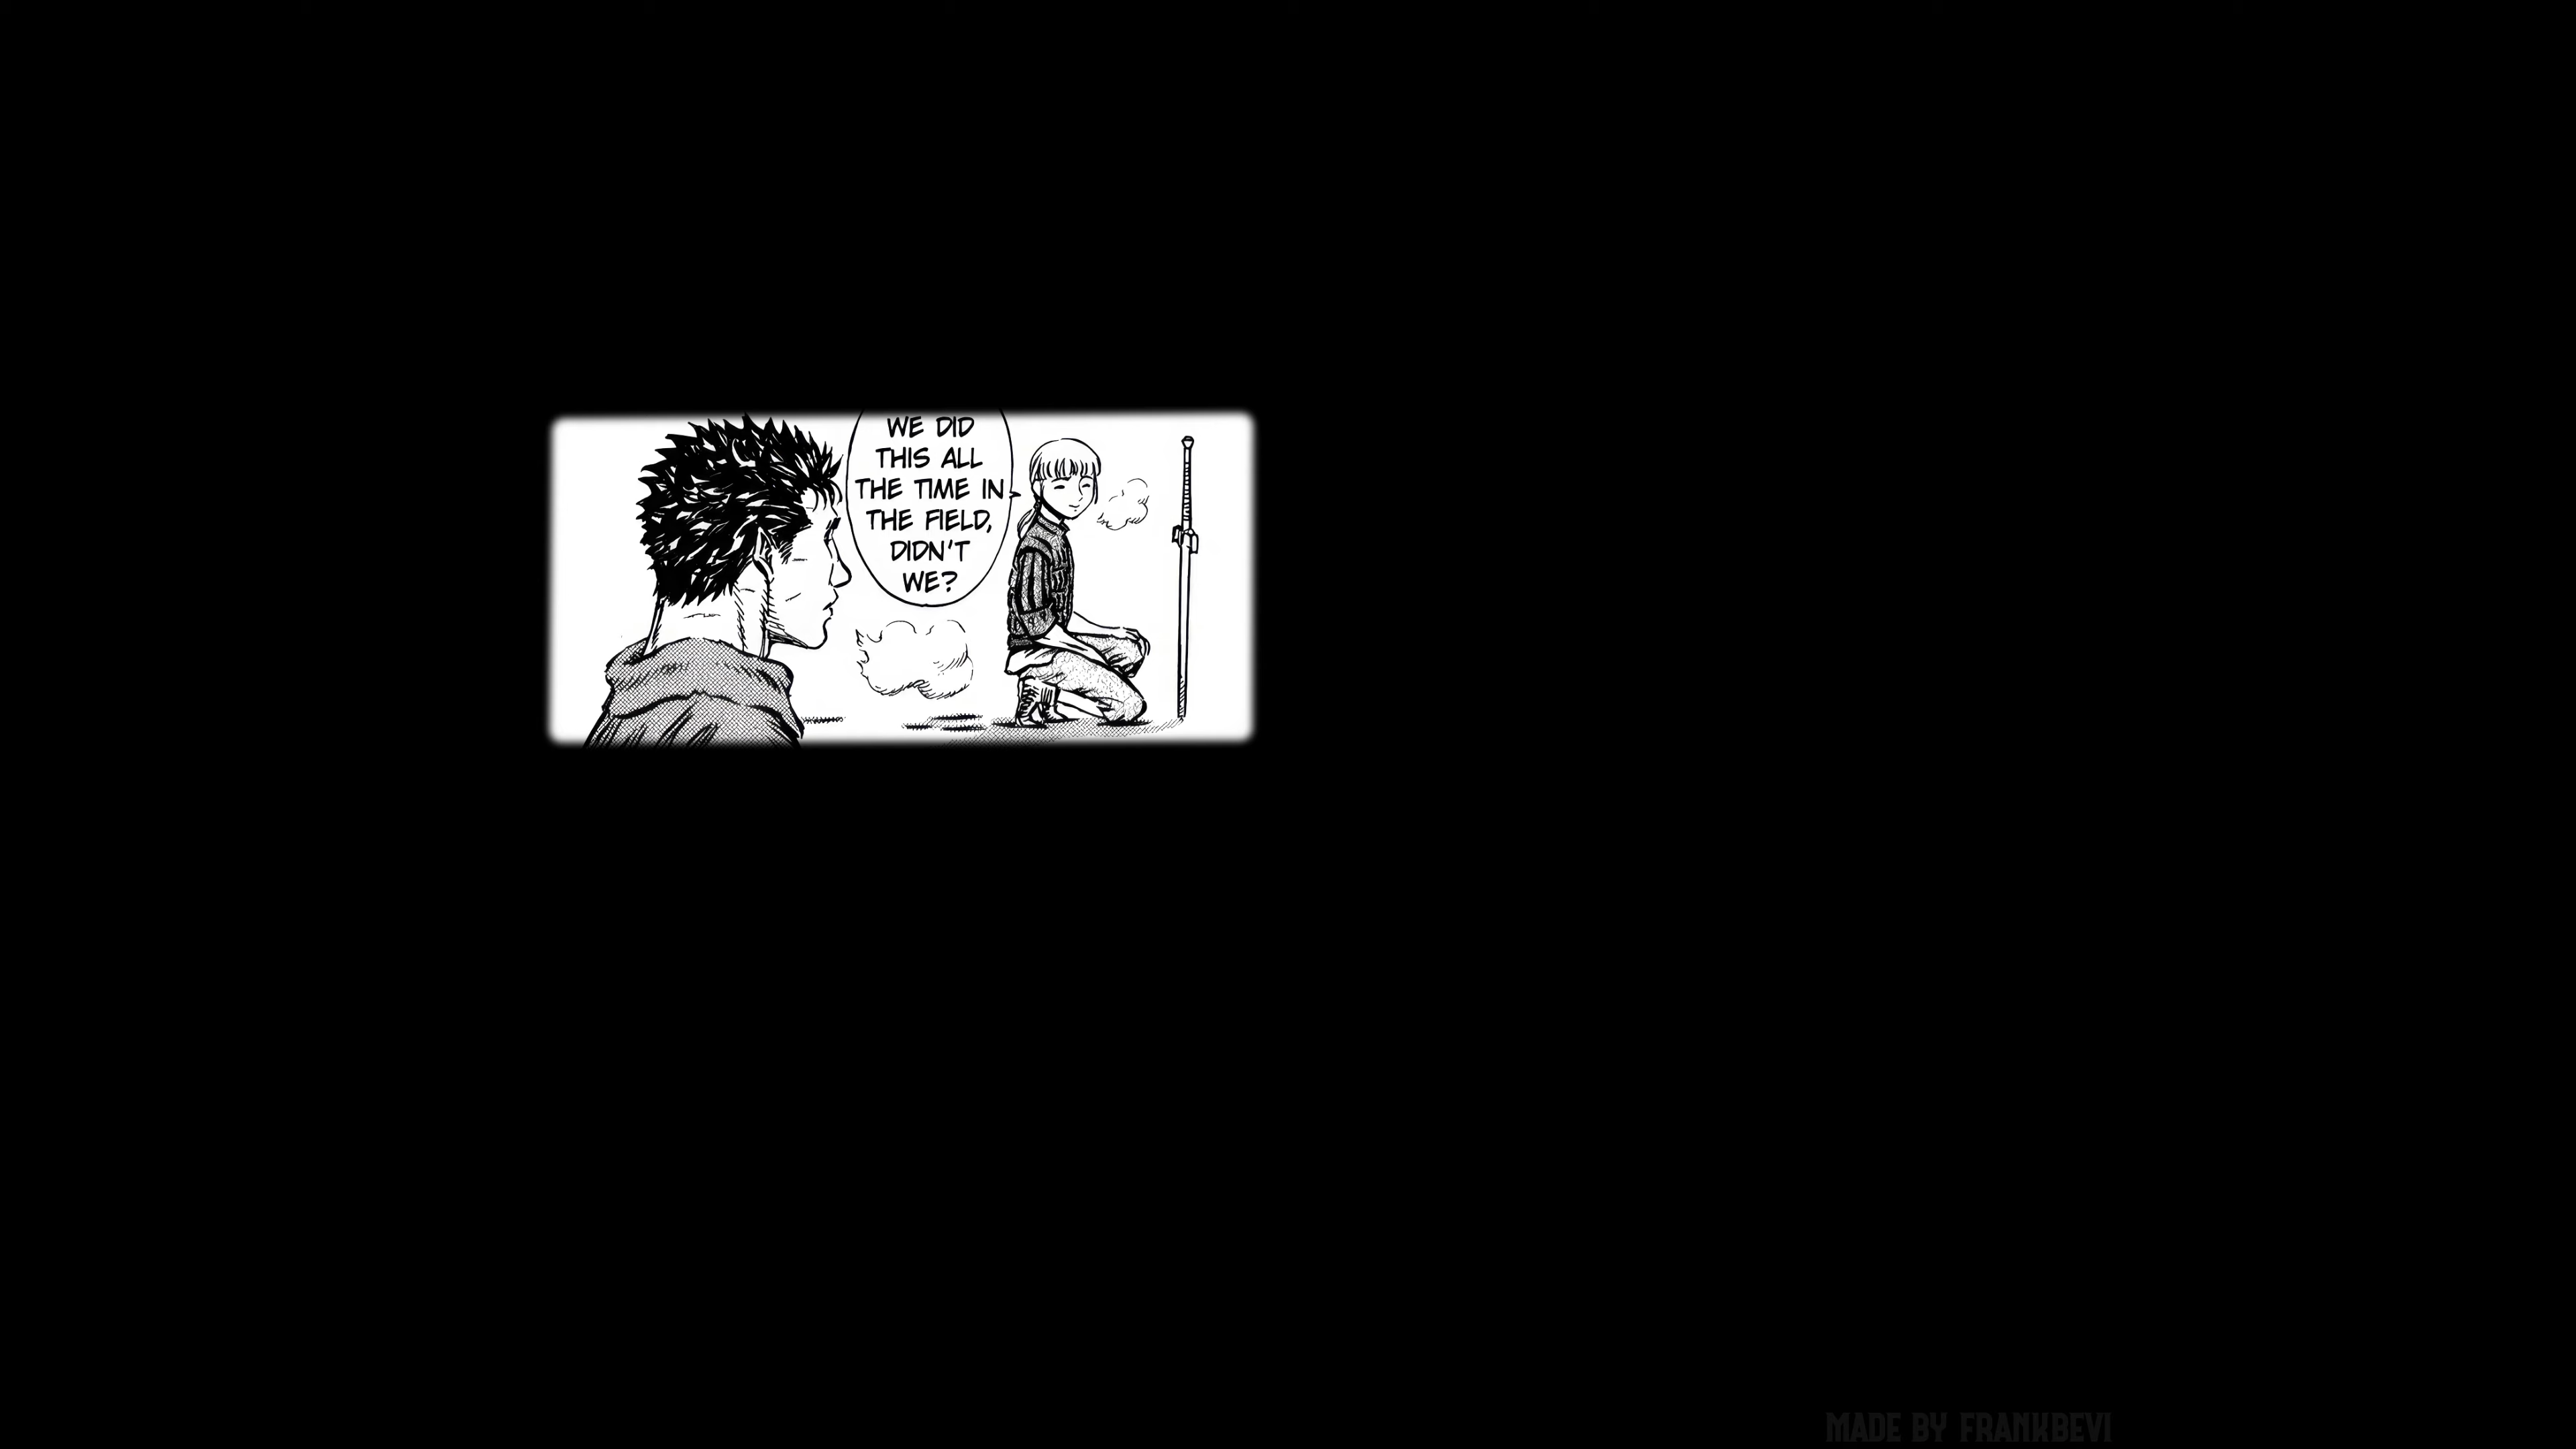 WE DID
THIS ALL
THE TIME IN
THE FIELD,
DIDN'T
WE?
MADE BY FRANKBEVI